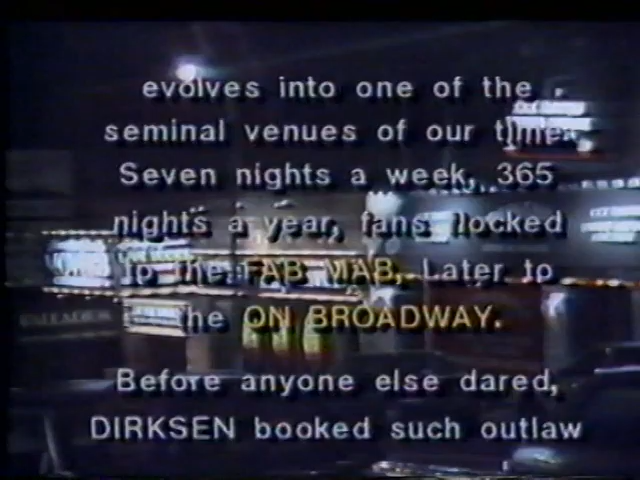 evolves into one of the
seminal venues of our time.
Seven nights a week, 365
nights a year, fans flocked
to the FAB MAB, Later to
the ON BROADWAY.
Before anyone else dared,
DIRKSEN booked such outlaw